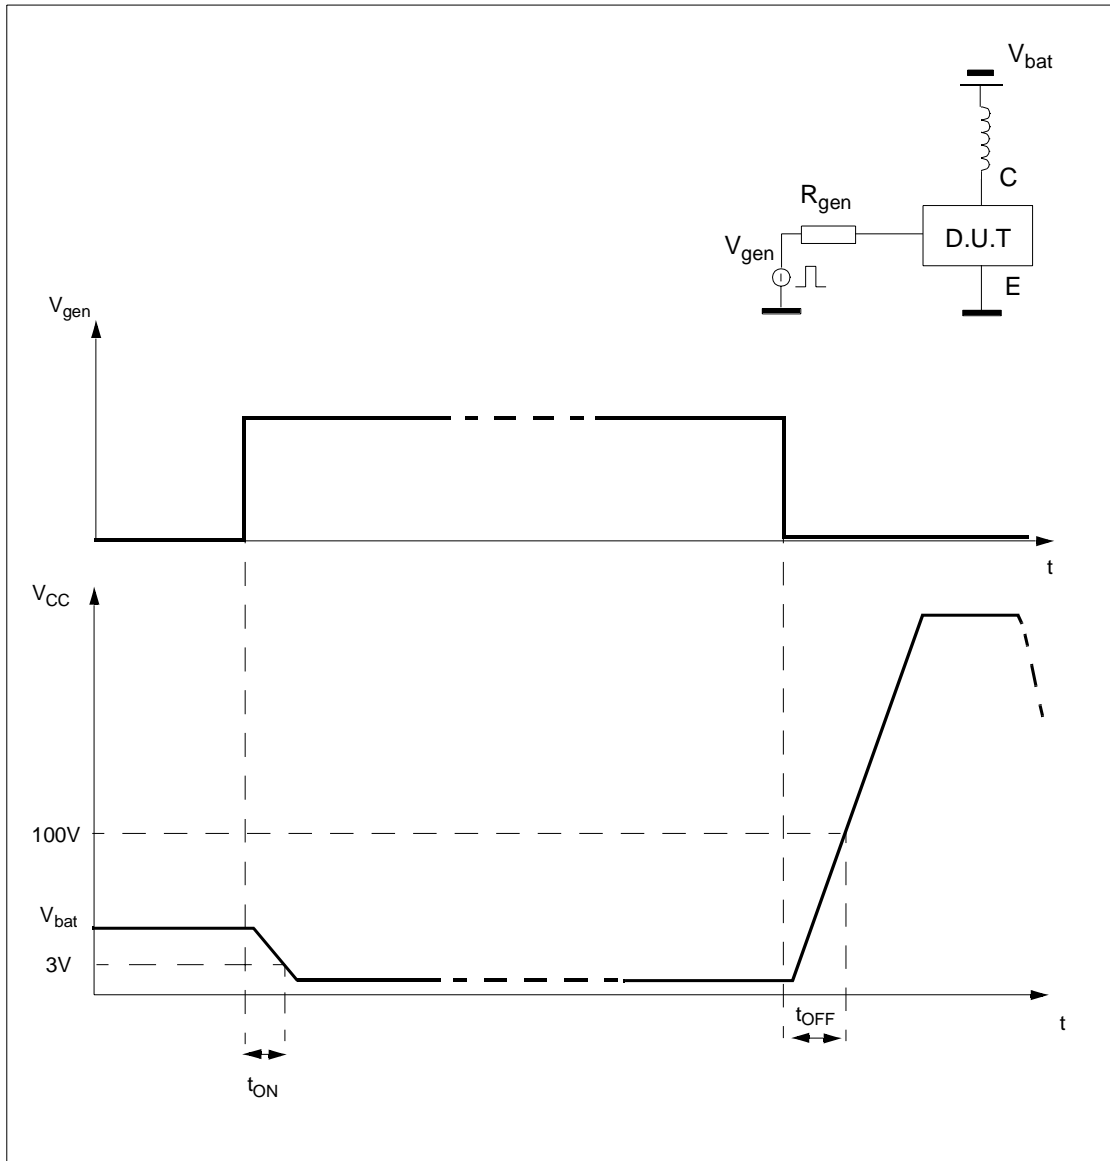 V_bat
C
R_gen
D.U.T
V_gen
E
V_gen
t
V_CC
100V
V_bat
3V
t_OFF
t
t_ON